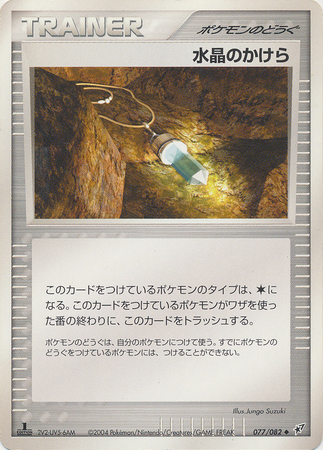 TRAINER
ポケモンのどうぐ
水晶のかけら
このカードをつけているポケモンのタイプは、✶に
なる。このカードをつけているポケモンがワザを使っ
た番の終わりに、このカードをトラッシュする。
ポケモンのどうぐは、自分のポケモンにつけて使う。すでにポケモンの
どうぐをつけているポケモンには、つけることができない。
Illus.Jungo Suzuki
1 EDITION
2V2-UV5-6AM
©2004 Pokémon/Nintendo/Creatures/GAME FREAK
077/082 ◆